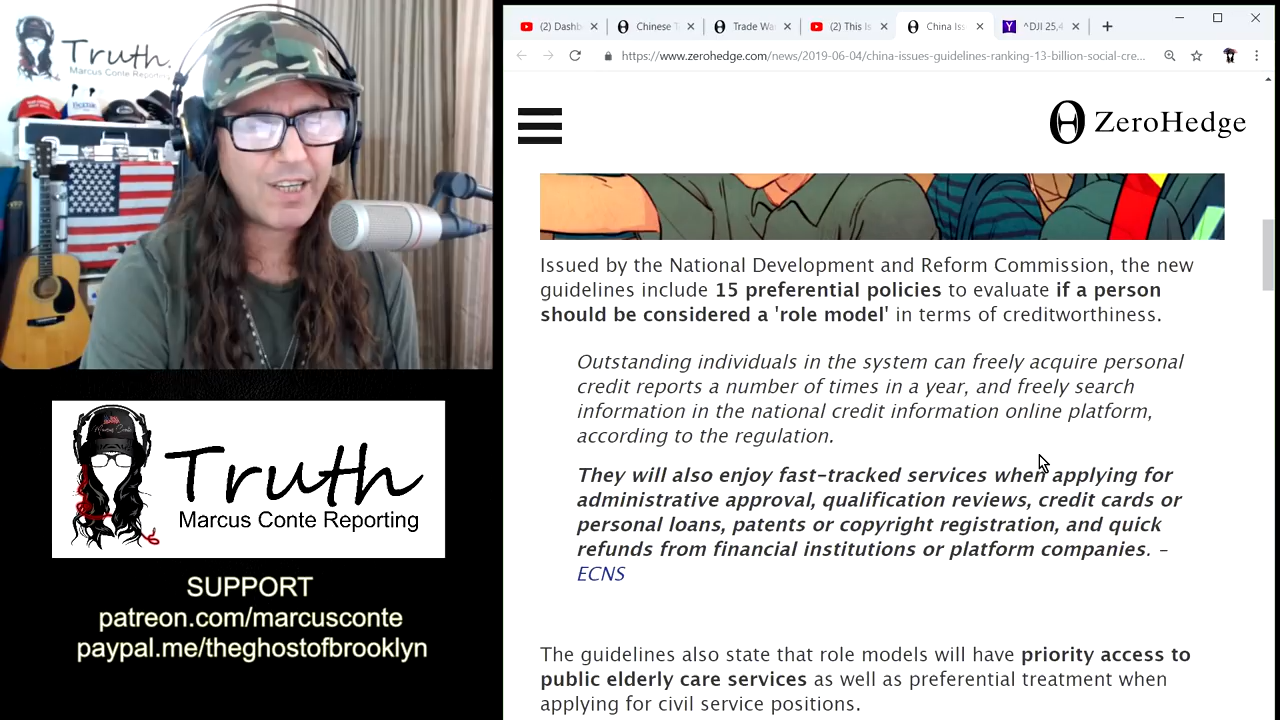 Truth.
Marcus Conte Reporting
Truth
Marcus Conte Reporting
SUPPORT
patreon.com/marcusconte
paypal.me/theghostofbrooklyn
(2) Dashb
Chinese T
Trade Wa
(2) This Is
China Iss
^DJI 25,4
https://www.zerohedge.com/news/2019-06-04/china-issues-guidelines-ranking-13-billion-social-cre...
ZeroHedge
Issued by the National Development and Reform Commission, the new
guidelines include 15 preferential policies to evaluate if a person
should be considered a 'role model' in terms of creditworthiness.
Outstanding individuals in the system can freely acquire personal
credit reports a number of times in a year, and freely search
information in the national credit information online platform,
according to the regulation.
They will also enjoy fast-tracked services when applying for
administrative approval, qualification reviews, credit cards or
personal loans, patents or copyright registration, and quick
refunds from financial institutions or platform companies. –
ECNS
The guidelines also state that role models will have priority access to
public elderly care services as well as preferential treatment when
applying for civil service positions.